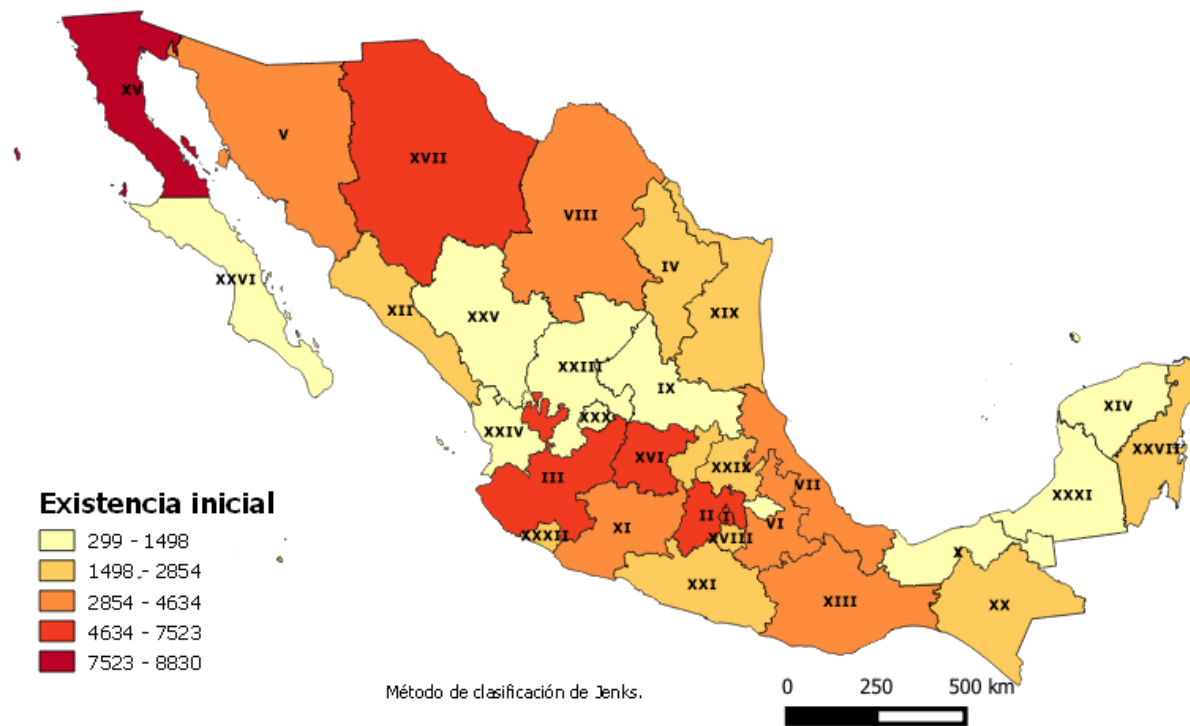 XV
V
XVII
VIII
IV
XXVI
XII
XXV
XIX
XXIII
IX
XXIV
XXX
XIV
XXVII
III
XVI
XXIX
VII
XXXI
II
I
VI
XI
XXXII
XVIII
X
XXI
XIII
XX
Existencia inicial
299 - 1498
1498 - 2854
2854 - 4634
4634 - 7523
7523 - 8830
Método de clasificación de Jenks.
0 250 500 km